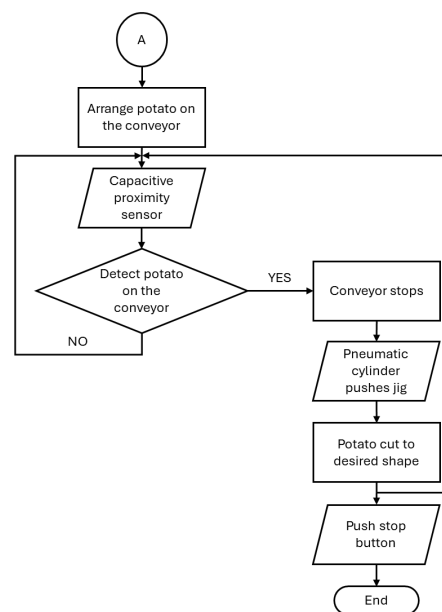 A
Arrange potato on
the conveyor
Capacitive
proximity
sensor
Detect potato
on the
conveyor
YES
NO
Conveyor stops
Pneumatic
cylinder
pushes jig
Potato cut to
desired shape
Push stop
button
End